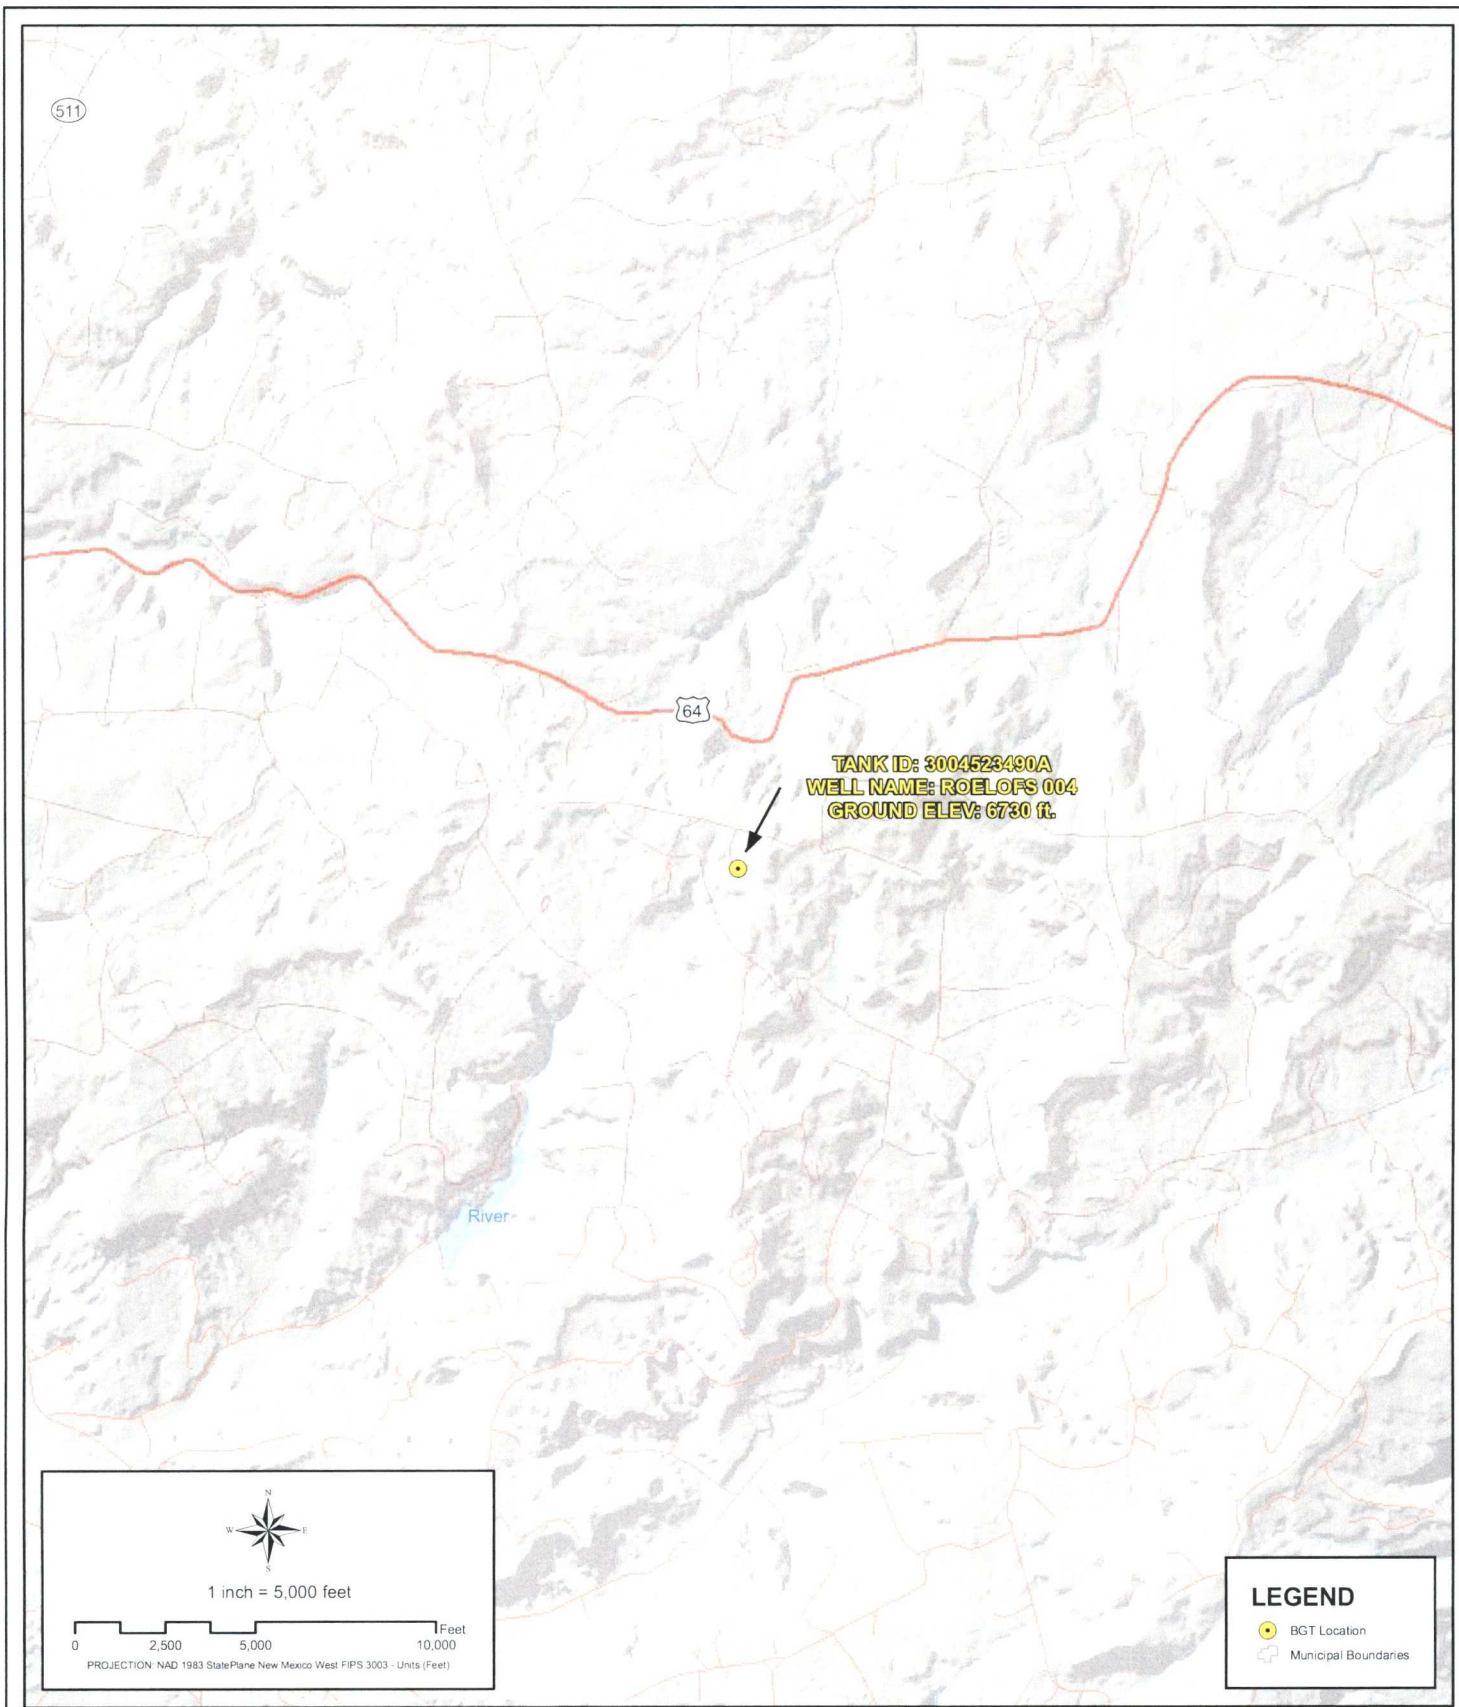 511
64
TANK ID: 3004523490A
WELL NAME: ROELOFS 004
GROUND ELEV: 6730 ft.
River
N
W E
S
1 inch = 5,000 feet
Feet
0 2,500 5,000 10,000
PROJECTION: NAD 1983 StatePlane New Mexico West FIPS 3003 - Units (Feet)
LEGEND
BGT Location
Municipal Boundaries